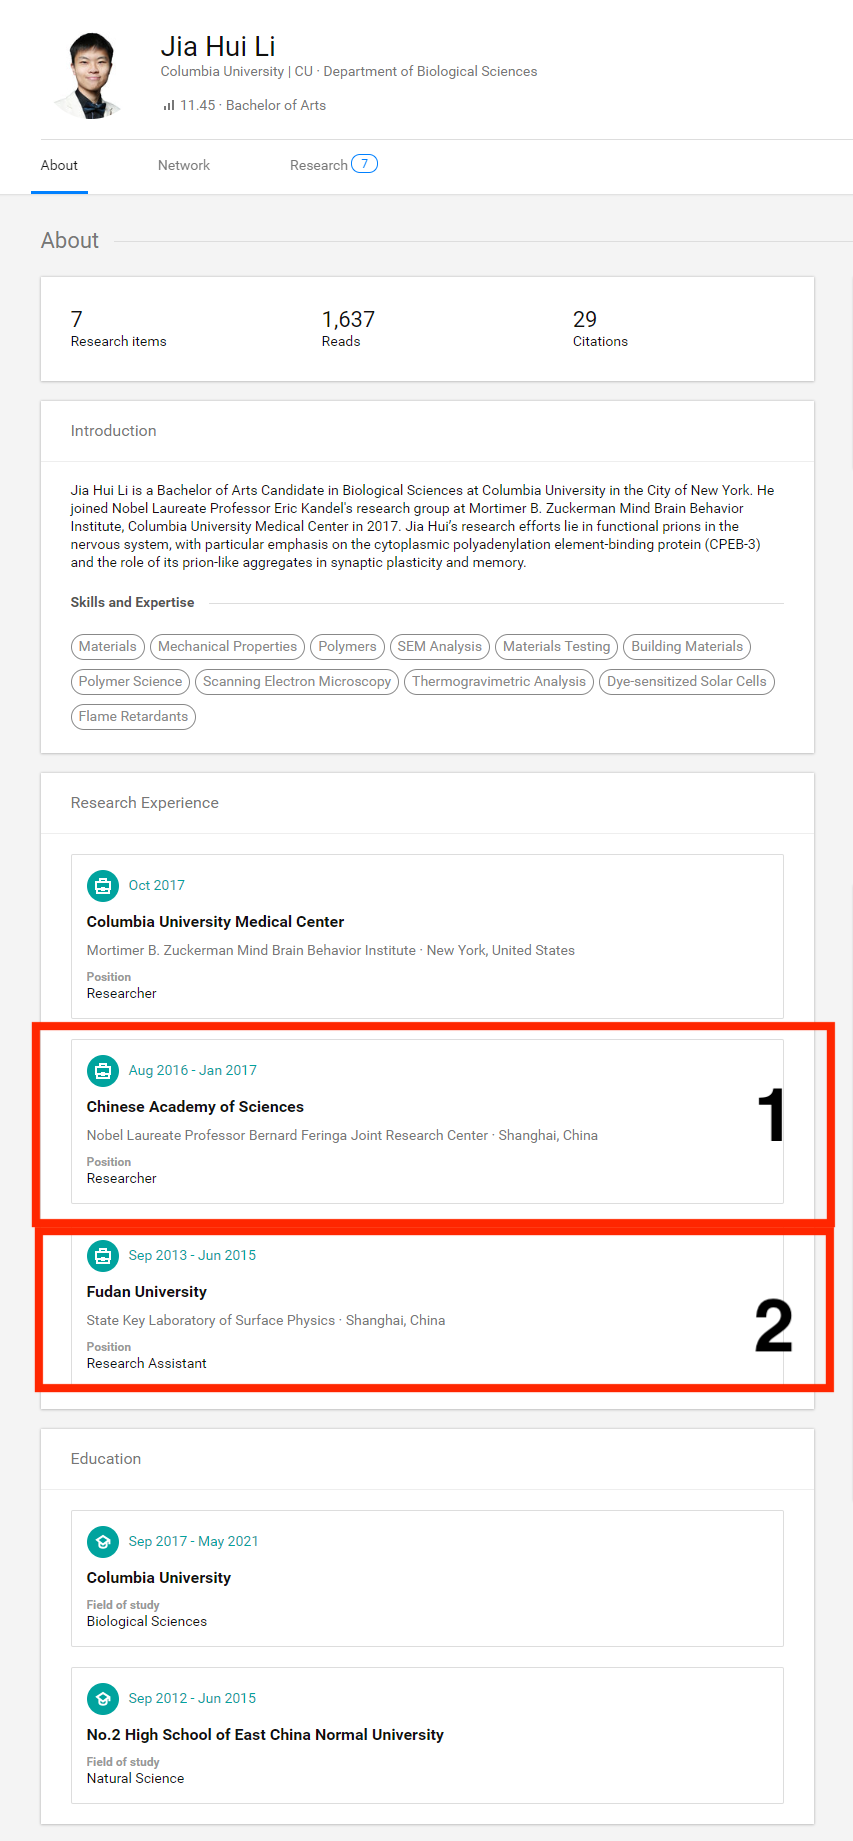 Jia Hui Li
Columbia University | CU · Department of Biological Sciences
11.45 · Bachelor of Arts
About Network Research 7
About
7 1,637 29
Research items Reads Citations
Introduction
Jia Hui Li is a Bachelor of Arts Candidate in Biological Sciences at Columbia University in the City of New York. He
joined Nobel Laureate Professor Eric Kandel's research group at Mortimer B. Zuckerman Mind Brain Behavior
Institute, Columbia University Medical Center in 2017. Jia Hui's research efforts lie in functional prions in the
nervous system, with particular emphasis on the cytoplasmic polyadenylation element-binding protein (CPEB-3)
and the role of its prion-like aggregates in synaptic plasticity and memory.
Skills and Expertise
Materials Mechanical Properties Polymers SEM Analysis Materials Testing Building Materials
Polymer Science Scanning Electron Microscopy Thermogravimetric Analysis Dye-sensitized Solar Cells
Flame Retardants
Research Experience
Oct 2017
Columbia University Medical Center
Mortimer B. Zuckerman Mind Brain Behavior Institute · New York, United States
Position
Researcher
Aug 2016 - Jan 2017
Chinese Academy of Sciences
1
Nobel Laureate Professor Bernard Feringa Joint Research Center · Shanghai, China
Position
Researcher
Sep 2013 - Jun 2015
Fudan University
State Key Laboratory of Surface Physics · Shanghai, China
2
Position
Research Assistant
Education
Sep 2017 - May 2021
Columbia University
Field of study
Biological Sciences
Sep 2012 - Jun 2015
No.2 High School of East China Normal University
Field of study
Natural Science